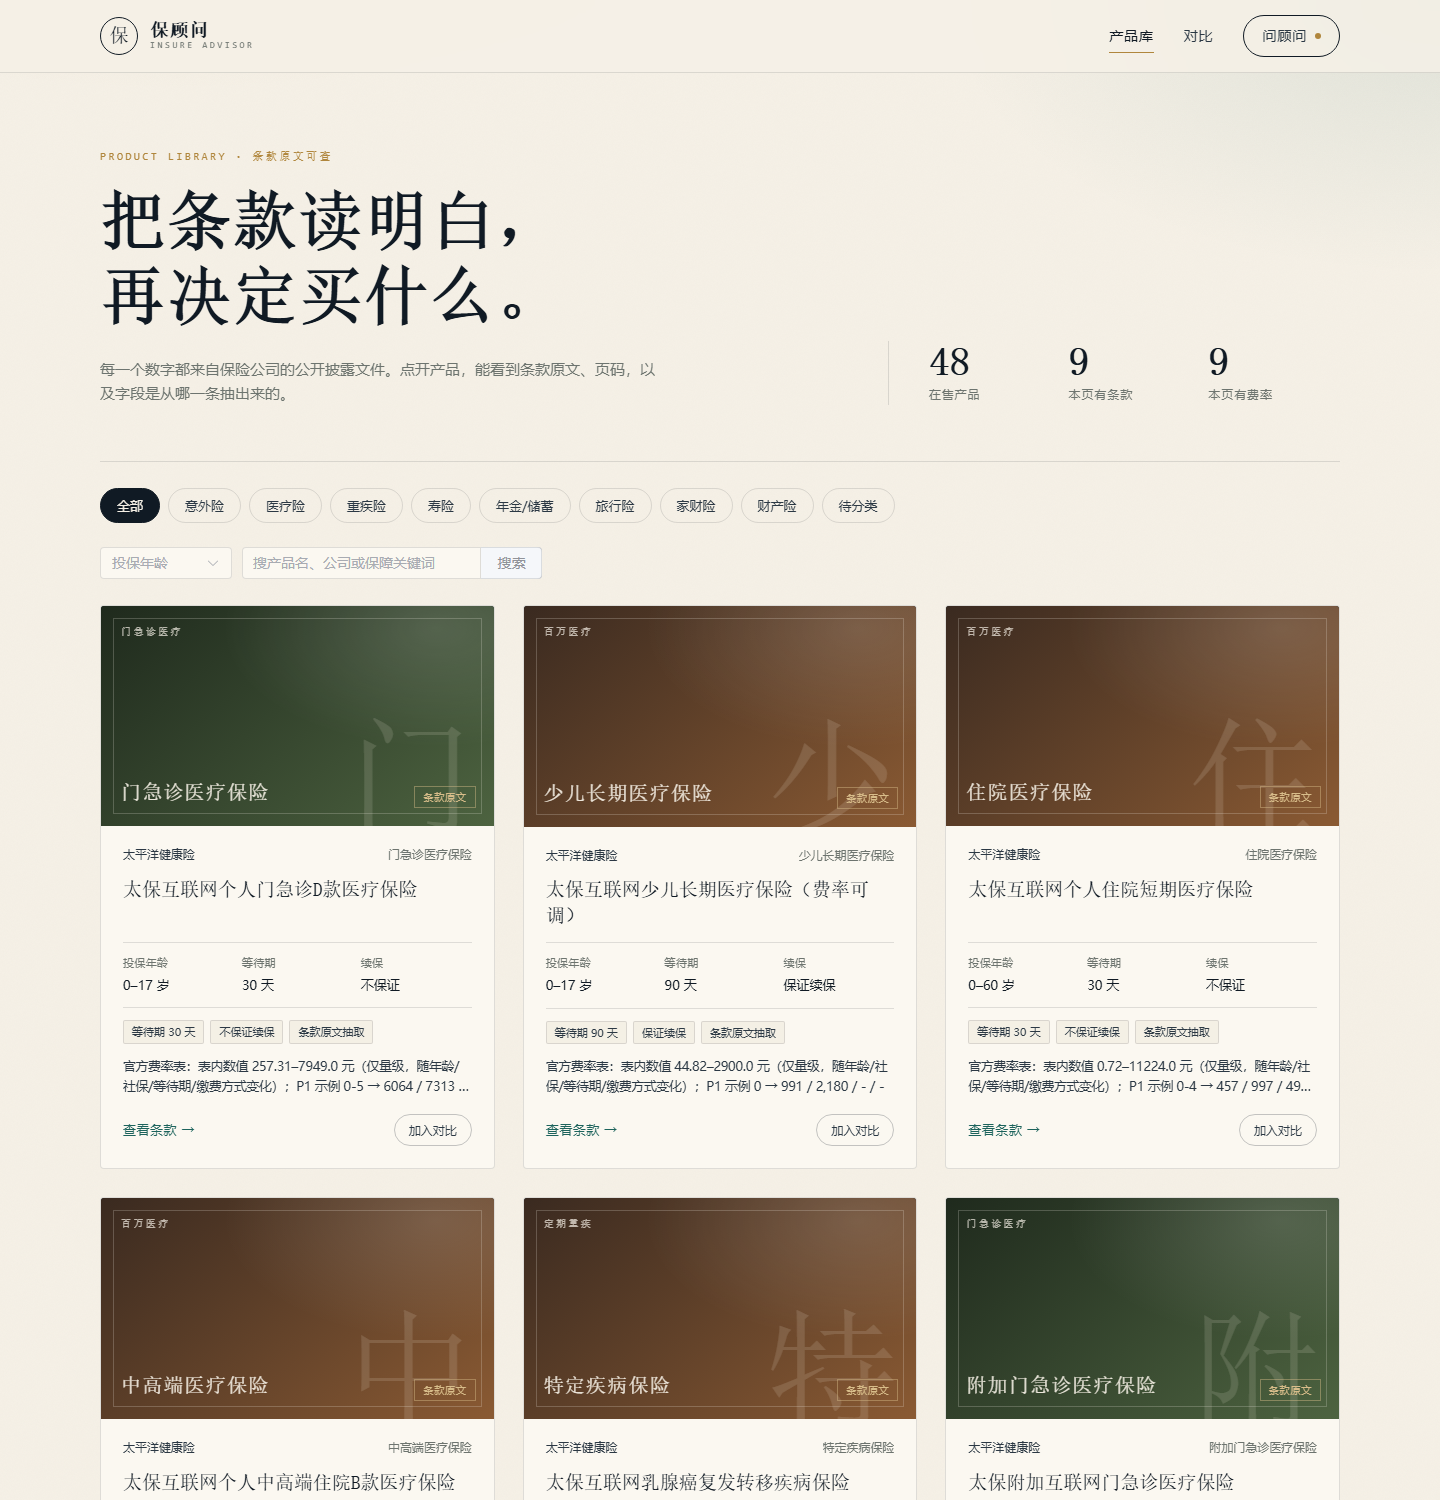 保
保顾问
INSURE ADVISOR
产品库
对比
问顾问
PRODUCT LIBRARY · 条款原文可查
把条款读明白，
再决定买什么。
每一个数字都来自保险公司的公开披露文件。点开产品，能看到条款原文、页码，以
及字段是从哪一条抽出来的。
48
在售产品
9
本页有条款
9
本页有费率
全部
意外险
医疗险
重疾险
寿险
年金/储蓄
旅行险
家财险
财产险
待分类
投保年龄
搜产品名、公司或保障关键词
搜索
门急诊医疗
门
门急诊医疗保险
条款原文
太平洋健康险
门急诊医疗保险
太保互联网个人门急诊D款医疗保险
投保年龄
等待期
续保
0–17 岁
30 天
不保证
等待期 30 天
不保证续保
条款原文抽取
官方费率表：表内数值 257.31–7949.0 元（仅量级，随年龄/
社保/等待期/缴费方式变化）；P1 示例 0-5 → 6064 / 7313 ...
查看条款 →
加入对比
百万医疗
少
少儿长期医疗保险
条款原文
太平洋健康险
少儿长期医疗保险
太保互联网少儿长期医疗保险（费率可
调）
投保年龄
等待期
续保
0–17 岁
90 天
保证续保
等待期 90 天
保证续保
条款原文抽取
官方费率表：表内数值 44.82–2900.0 元（仅量级，随年龄/社
保/等待期/缴费方式变化）；P1 示例 0 → 991 / 2,180 / - / -
查看条款 →
加入对比
百万医疗
住
住院医疗保险
条款原文
太平洋健康险
住院医疗保险
太保互联网个人住院短期医疗保险
投保年龄
等待期
续保
0–60 岁
30 天
不保证
等待期 30 天
不保证续保
条款原文抽取
官方费率表：表内数值 0.72–11224.0 元（仅量级，随年龄/社
保/等待期/缴费方式变化）；P1 示例 0-4 → 457 / 997 / 49...
查看条款 →
加入对比
百万医疗
中
中高端医疗保险
条款原文
太平洋健康险
中高端医疗保险
太保互联网个人中高端住院B款医疗保险
定期重疾
特
特定疾病保险
条款原文
太平洋健康险
特定疾病保险
太保互联网乳腺癌复发转移疾病保险
门急诊医疗
附
附加门急诊医疗保险
条款原文
太平洋健康险
附加门急诊医疗保险
太保附加互联网门急诊医疗保险